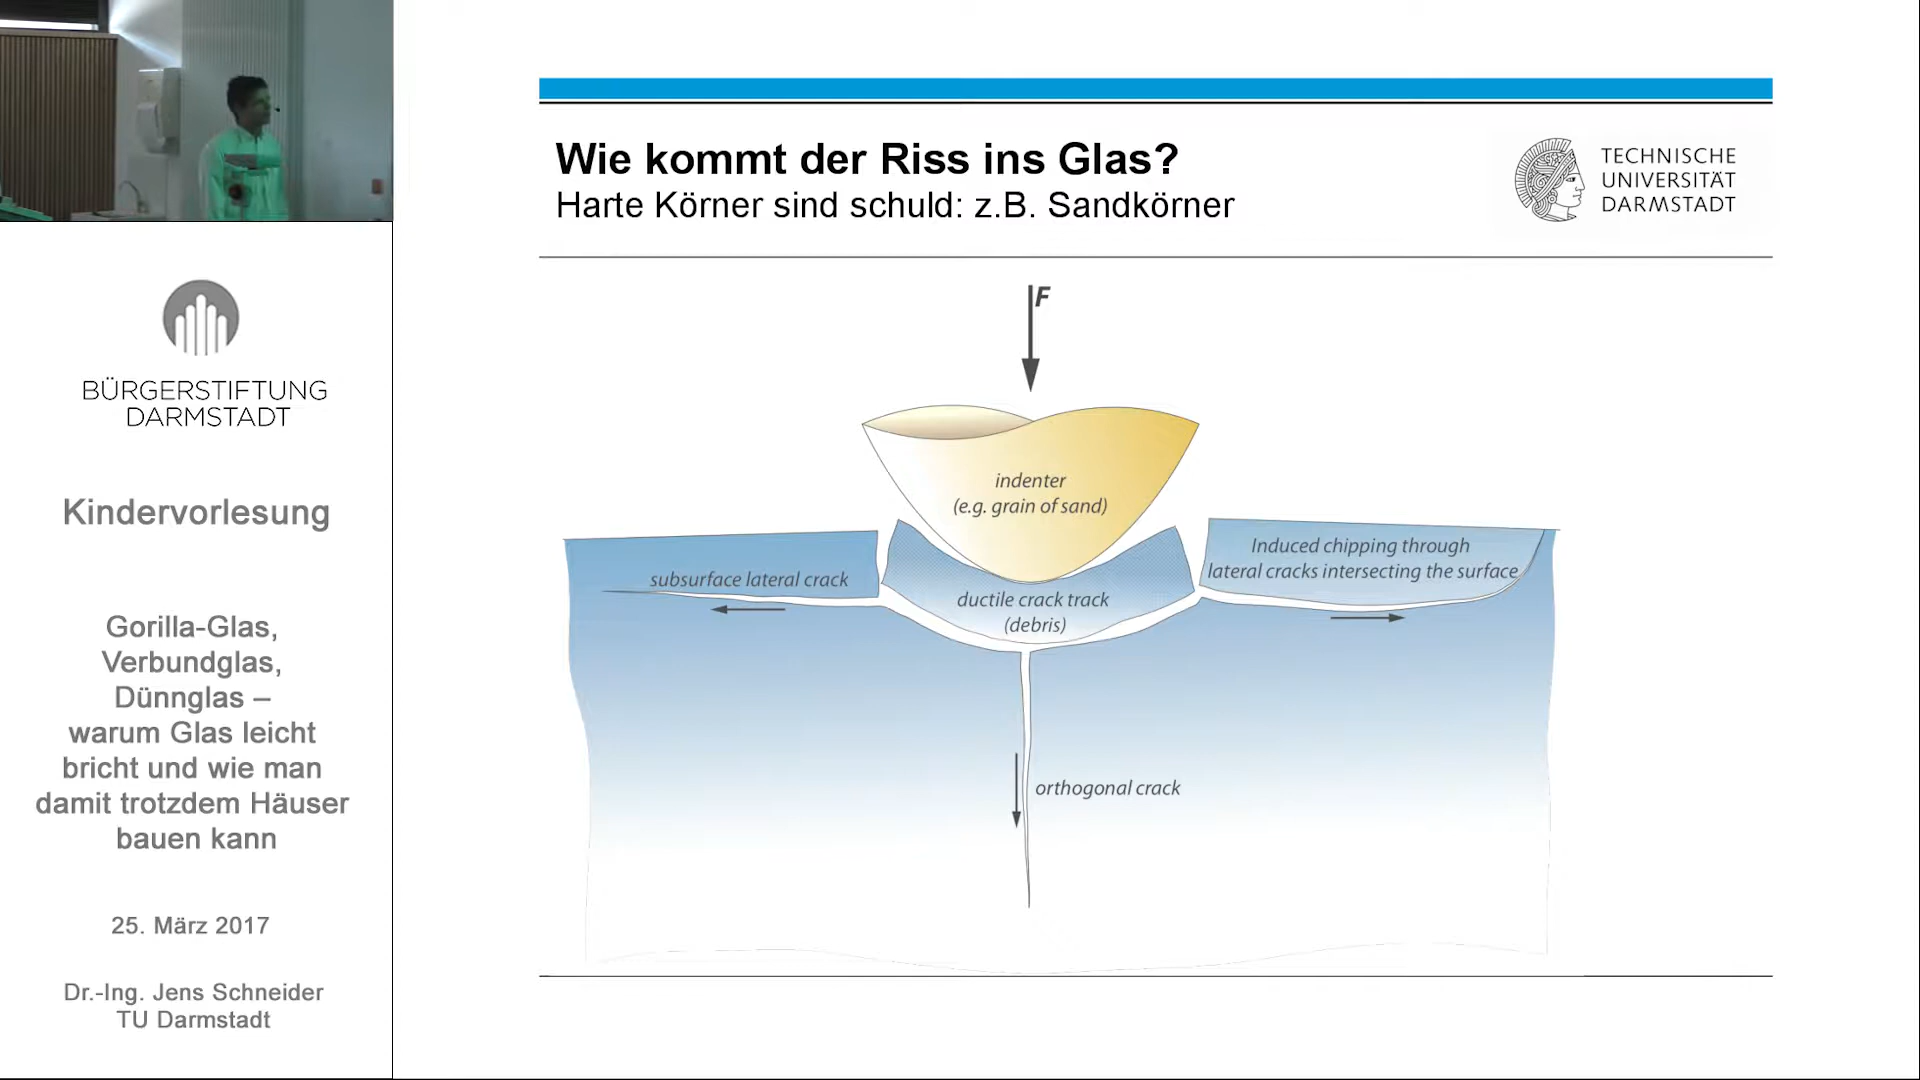 BÜRGERSTIFTUNG
DARMSTADT
Kindervorlesung
Gorilla-Glas,
Verbundglas,
Dünnglas –
warum Glas leicht
bricht und wie man
damit trotzdem Häuser
bauen kann
25. März 2017
Dr.-Ing. Jens Schneider
TU Darmstadt
Wie kommt der Riss ins Glas?
Harte Körner sind schuld: z.B. Sandkörner
TECHNISCHE
UNIVERSITÄT
DARMSTADT
F
indenter
(e.g. grain of sand)
subsurface lateral crack
ductile crack track
(debris)
Induced chipping through
lateral cracks intersecting the surface
orthogonal crack